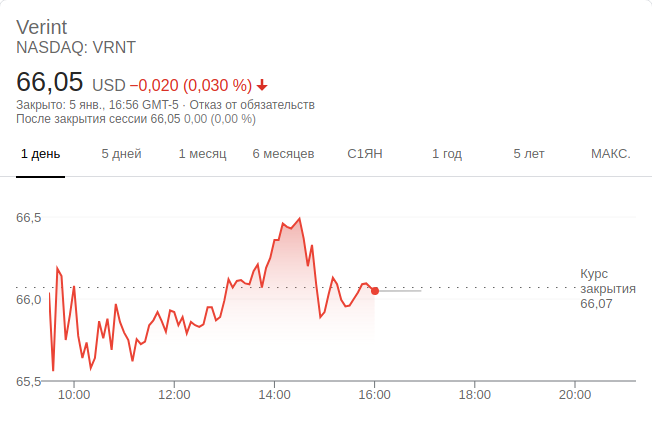 Verint
NASDAQ: VRNT
66,05 USD −0,020 (0,030 %)
Закрыто: 5 янв., 16:56 GMT-5 · Отказ от обязательств
После закрытия сессии 66,05 0,00 (0,00 %)
1 день 5 дней 1 месяц 6 месяцев С1ЯН 1 год 5 лет МАКС.
66,5
Курс
закрытия
66,07
66,0
65,5
10:00 12:00 14:00 16:00 18:00 20:00